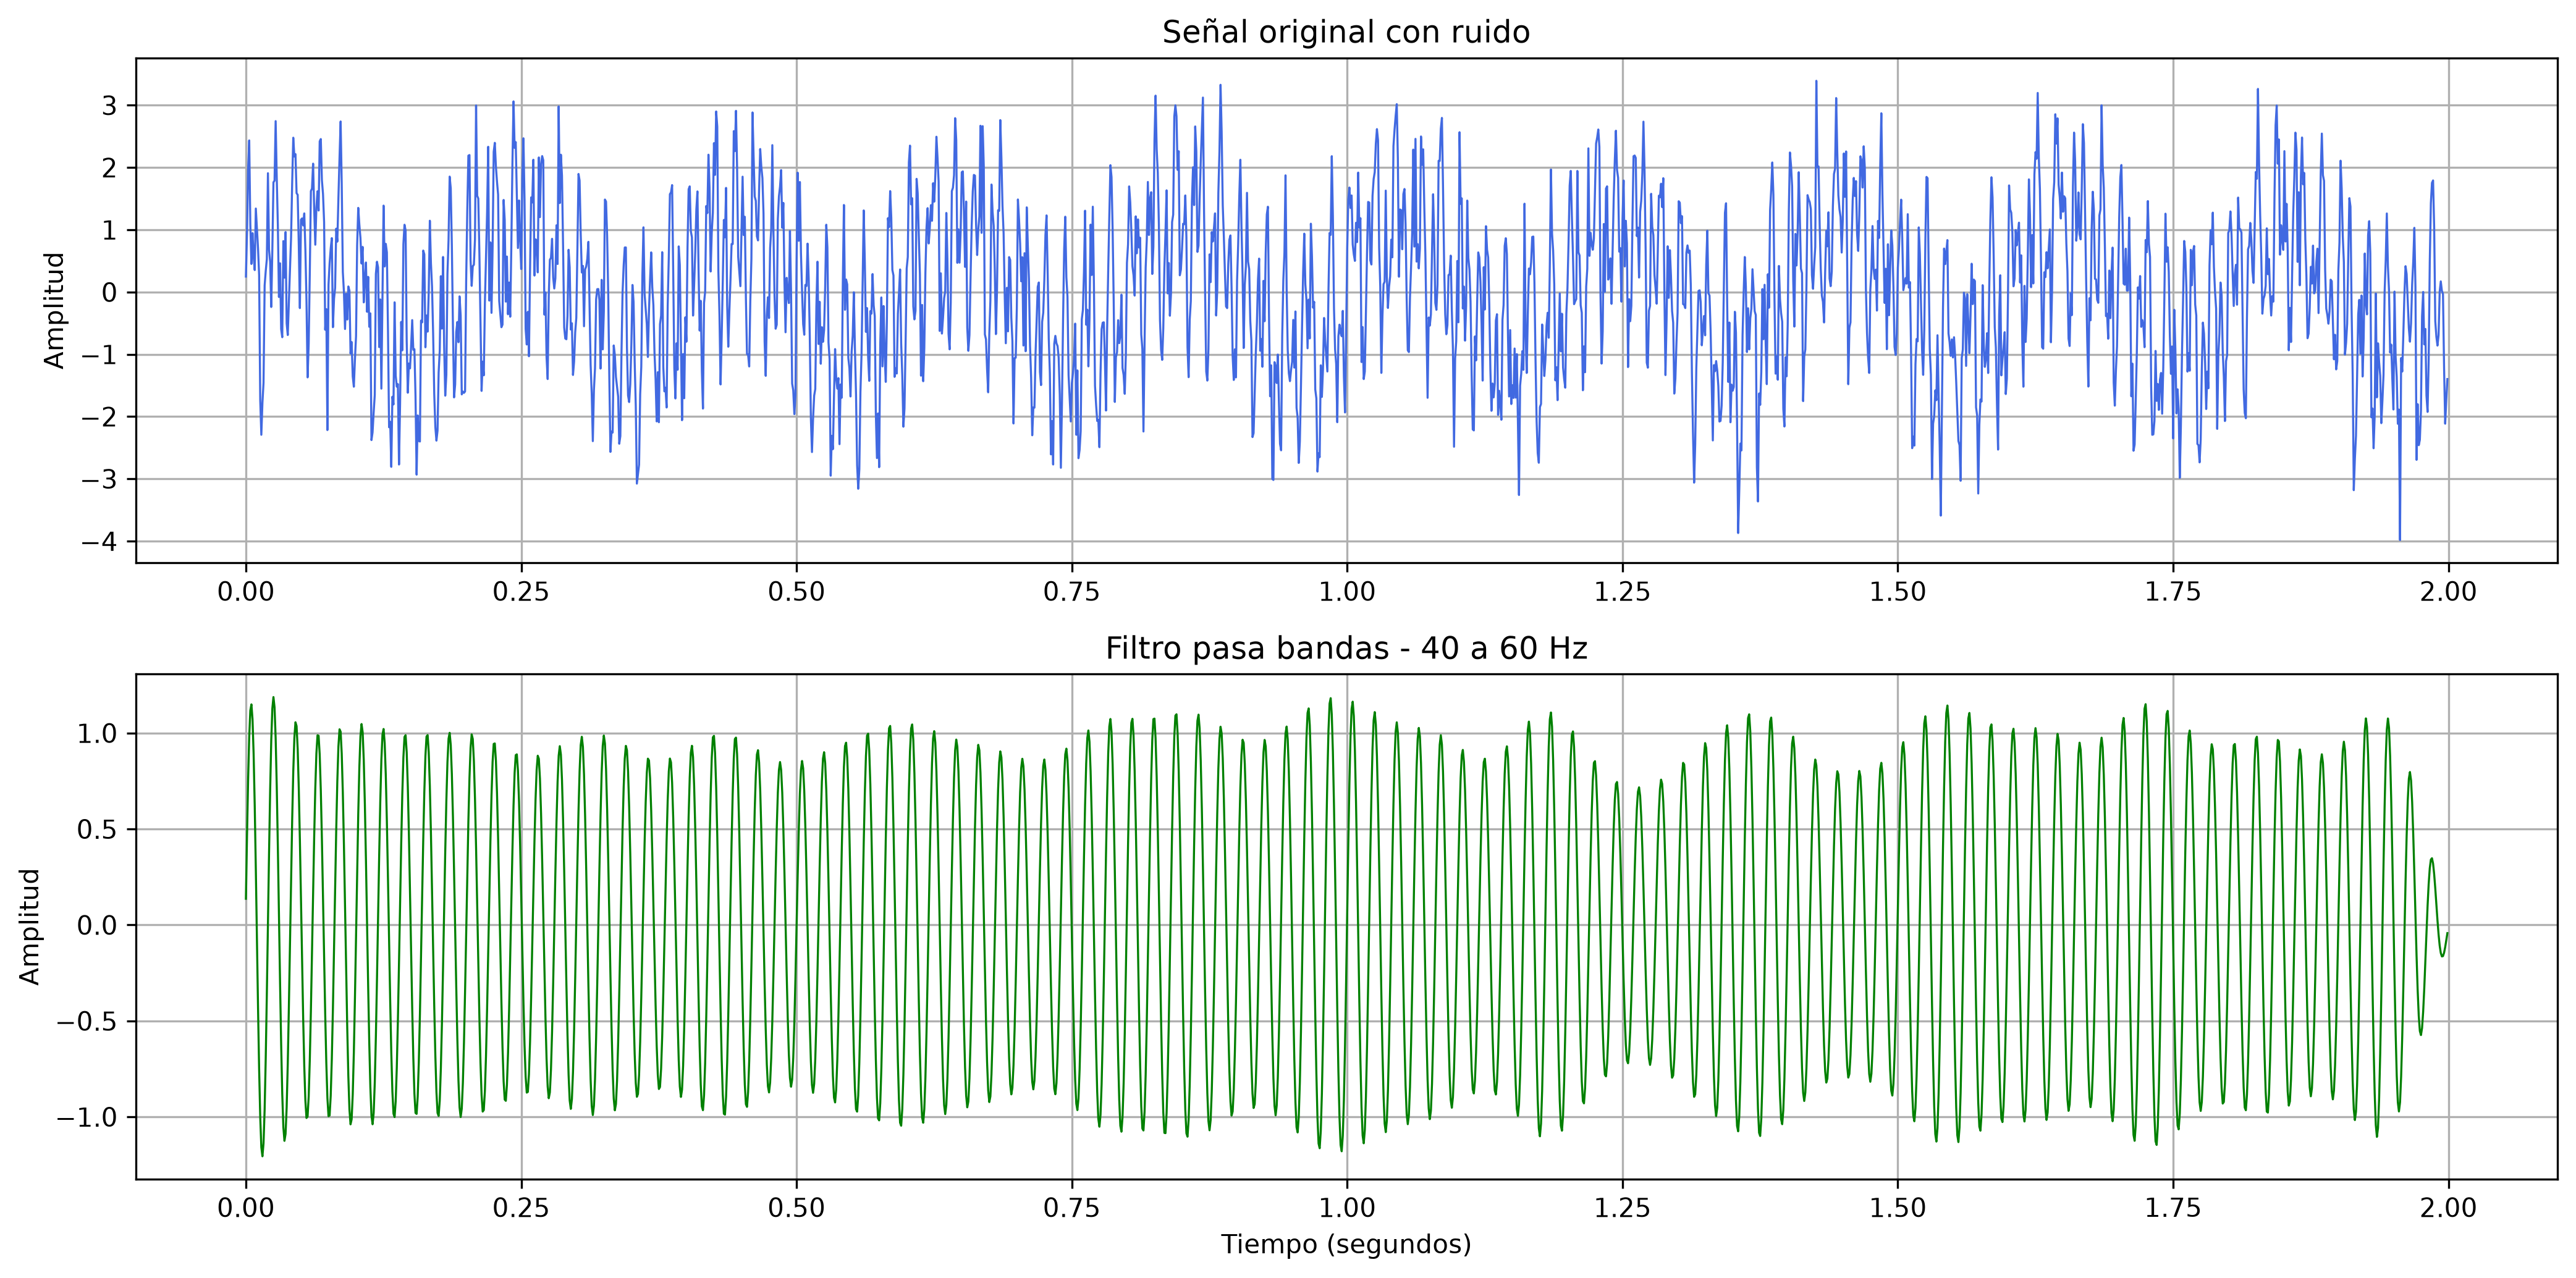 Señal original con ruido
Amplitud
3
2
1
0
−1
−2
−3
−4
0.00 0.25 0.50 0.75 1.00 1.25 1.50 1.75 2.00
Filtro pasa bandas - 40 a 60 Hz
Amplitud
1.0
0.5
0.0
−0.5
−1.0
0.00 0.25 0.50 0.75 1.00 1.25 1.50 1.75 2.00
Tiempo (segundos)